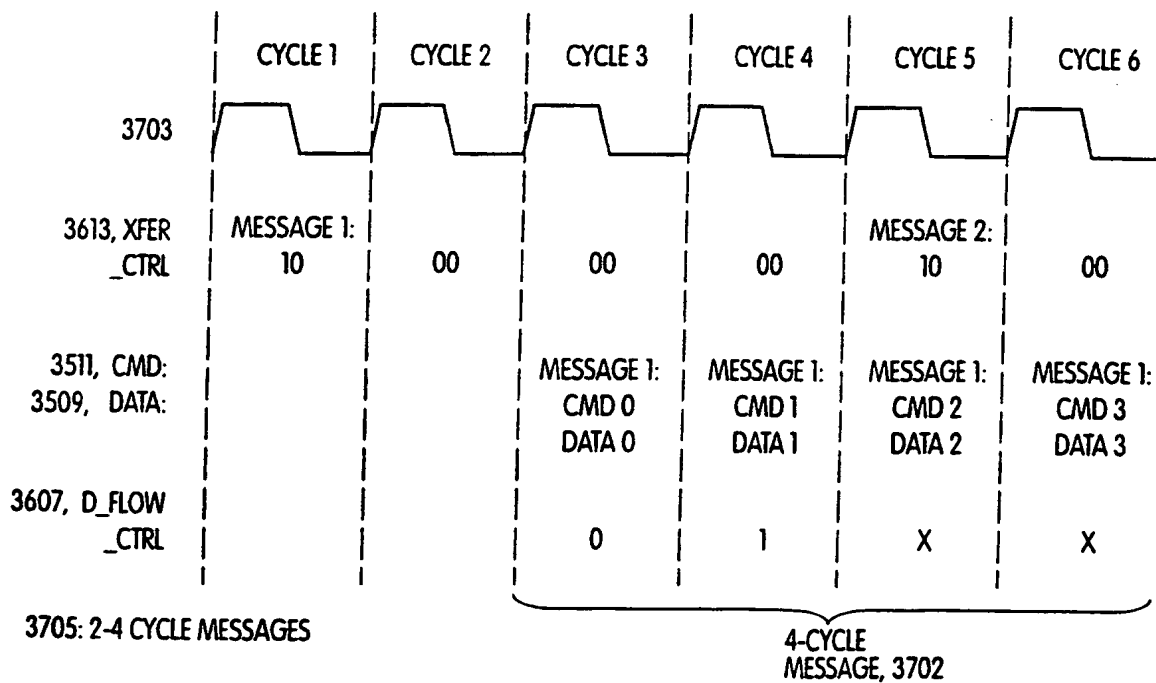 CYCLE 1 CYCLE 2 CYCLE 3 CYCLE 4 CYCLE 5 CYCLE 6
3703
3613, XFER MESSAGE 1: MESSAGE 2:
_CTRL 10 00 00 00 10 00
3511, CMD: MESSAGE 1: MESSAGE 1: MESSAGE 1: MESSAGE 1:
3509, DATA: CMD 0 CMD 1 CMD 2 CMD 3
DATA 0 DATA 1 DATA 2 DATA 3
3607, D_FLOW
_CTRL 0 1 X X
3705: 2-4 CYCLE MESSAGES
4-CYCLE
MESSAGE, 3702